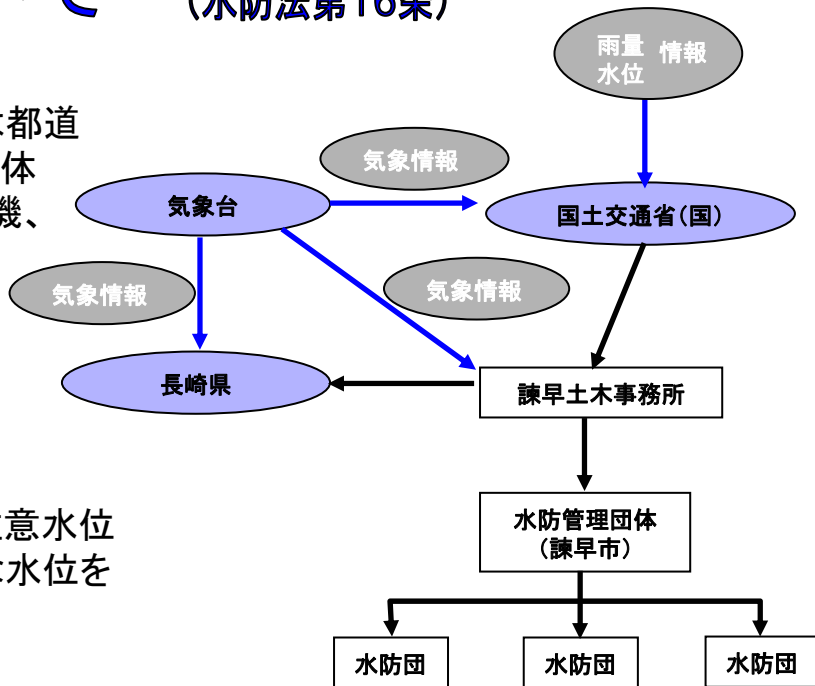 (水防法第16条)
雨量 情報
水位
都道
気象情報
体
機、
気象台
国土交通省(国)
気象情報
気象情報
長崎県
諫早土木事務所
意水位
水防管理団体
(諫早市)
な水位を
水防団
水防団
水防団